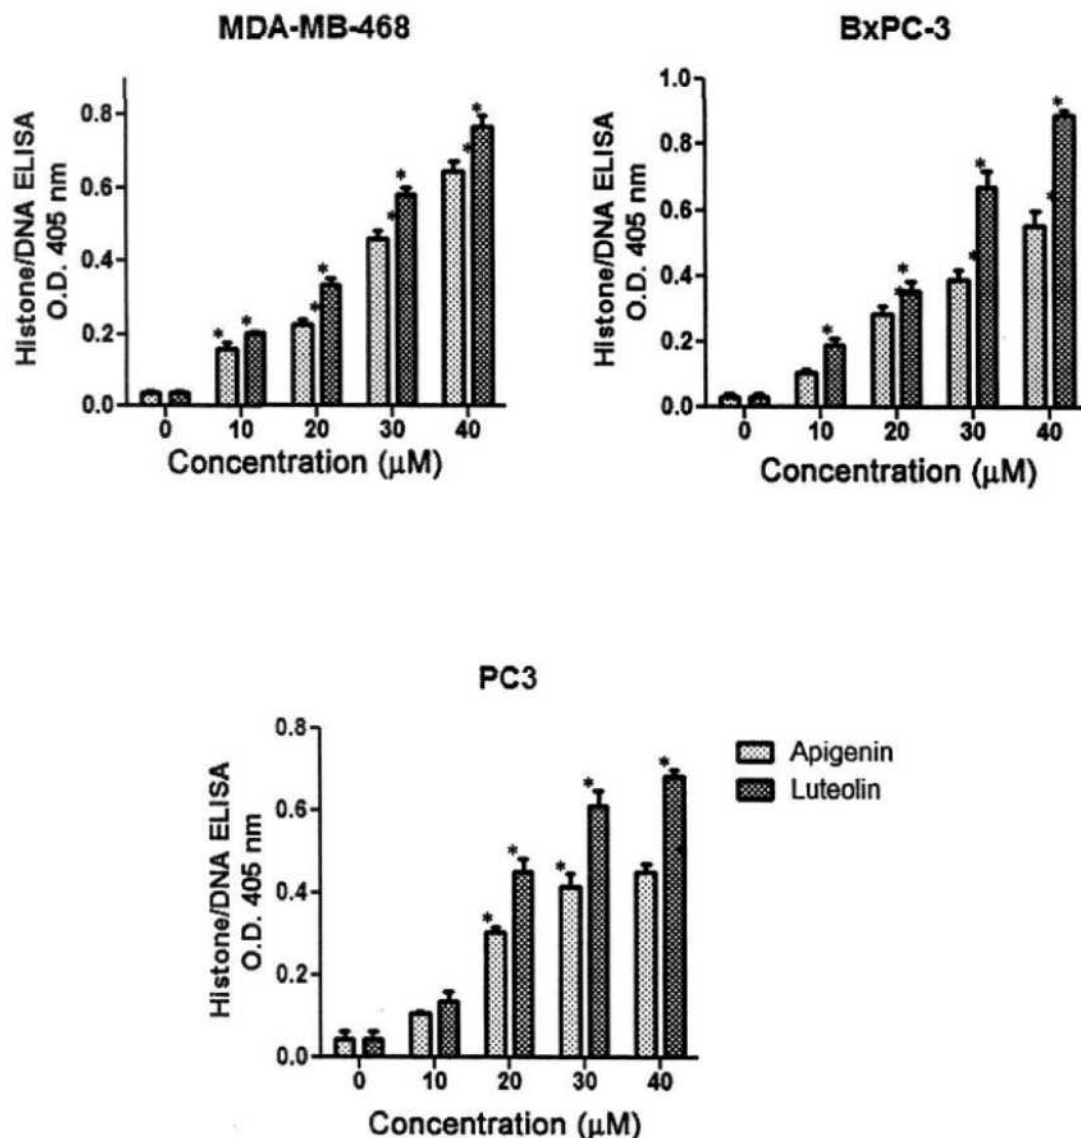 MDA-MB-468
Histone/DNA ELISA
O.D. 405 nm
0.8
0.6
0.4
0.2
0.0
* * * * * * * *
0 10 20 30 40
Concentration (μM)
BxPC-3
Histone/DNA ELISA
O.D. 405 nm
1.0
0.8
0.6
0.4
0.2
0.0
* * * * * * *
0 10 20 30 40
Concentration (μM)
PC3
Histone/DNA ELISA
O.D. 405 nm
0.8
0.6
0.4
0.2
0.0
* * * * *
0 10 20 30 40
Concentration (μM)
Apigenin
Luteolin